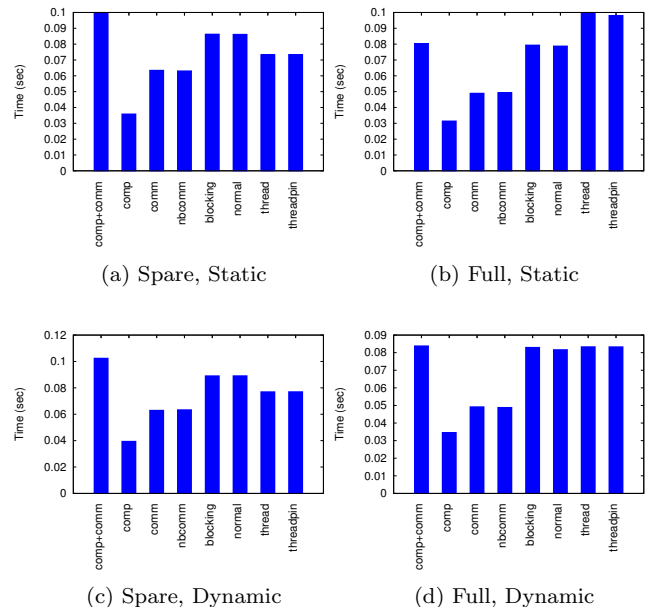 0.1
0.09
0.08
0.07
0.06
0.05
0.04
0.03
0.02
0.01
0
Time (sec)
comp+comm
comp
comm
nbcomm
blocking
normal
thread
threadpin
(a) Spare, Static
0.1
0.09
0.08
0.07
0.06
0.05
0.04
0.03
0.02
0.01
0
Time (sec)
comp+comm
comp
comm
nbcomm
blocking
normal
thread
threadpin
(b) Full, Static
0.12
0.1
0.08
0.06
0.04
0.02
0
Time (sec)
comp+comm
comp
comm
nbcomm
blocking
normal
thread
threadpin
(c) Spare, Dynamic
0.09
0.08
0.07
0.06
0.05
0.04
0.03
0.02
0.01
0
Time (sec)
comp+comm
comp
comm
nbcomm
blocking
normal
thread
threadpin
(d) Full, Dynamic